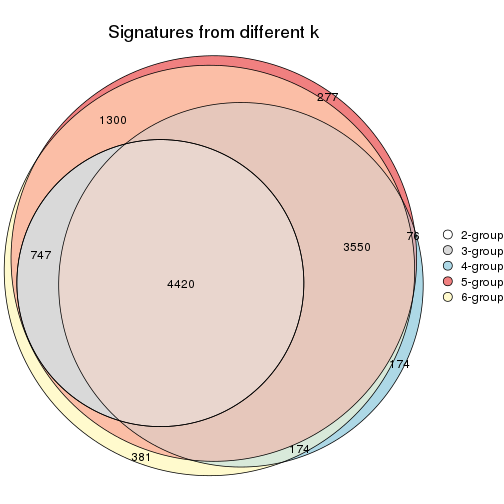 Signatures from different k
277
1300
76
2-group
3-group
3550
747
4-group
4420
5-group
6-group
174
174
381